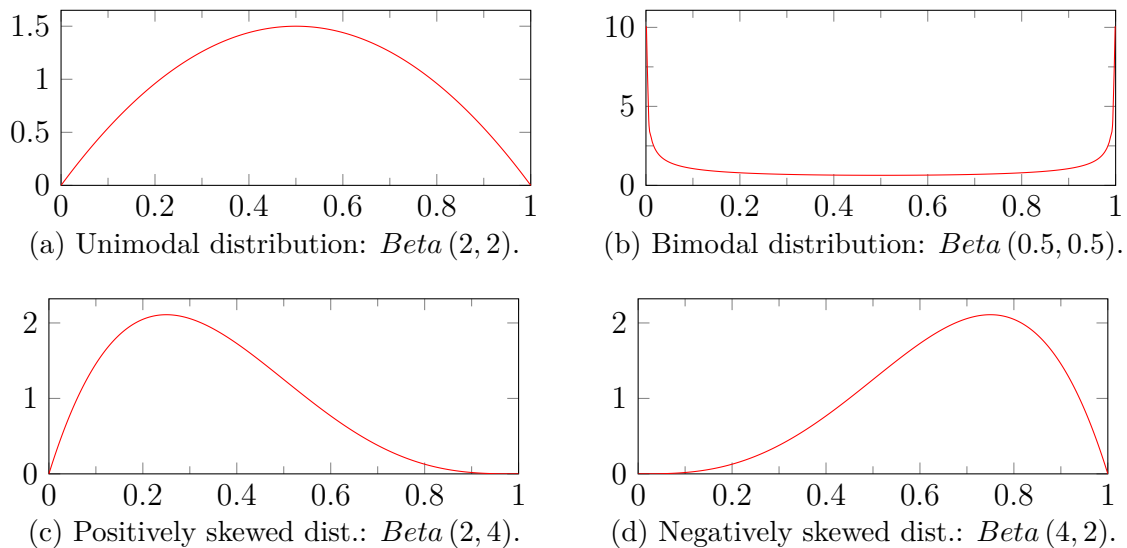 1.5
1
0.5
0
0 0.2 0.4 0.6 0.8 1
(a) Unimodal distribution: Beta (2, 2).
10
5
0
0 0.2 0.4 0.6 0.8 1
(b) Bimodal distribution: Beta (0.5, 0.5).
2
1
0
0 0.2 0.4 0.6 0.8 1
(c) Positively skewed dist.: Beta (2, 4).
2
1
0
0 0.2 0.4 0.6 0.8 1
(d) Negatively skewed dist.: Beta (4, 2).